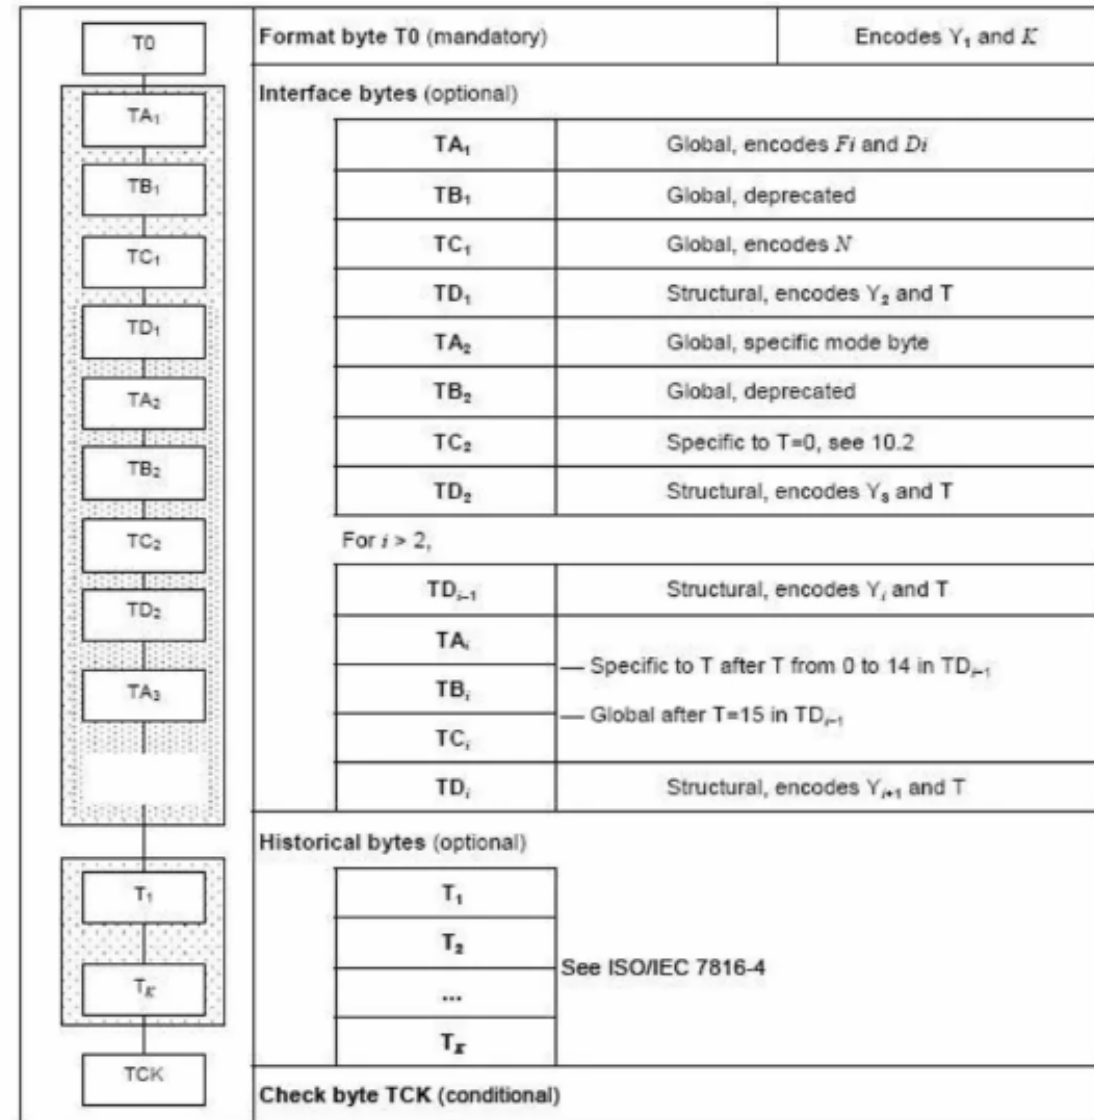 T0
TA₁
TB₁
TC₁
TD₁
TA₂
TB₂
TC₂
TD₂
TA₃
T₁
T_K
TCK
Format byte T0 (mandatory)
Encodes Y₁ and K
Interface bytes (optional)
TA₁ Global, encodes Fi and Di
TB₁ Global, deprecated
TC₁ Global, encodes N
TD₁ Structural, encodes Y₂ and T
TA₂ Global, specific mode byte
TB₂ Global, deprecated
TC₂ Specific to T=0, see 10.2
TD₂ Structural, encodes Y₃ and T
For i > 2,
TDᵢ₋₁ Structural, encodes Yᵢ and T
TAᵢ
— Specific to T after T from 0 to 14 in TDᵢ₋₁
TBᵢ
— Global after T=15 in TDᵢ₋₁
TCᵢ
TDᵢ Structural, encodes Yᵢ₊₁ and T
Historical bytes (optional)
T₁
T₂
See ISO/IEC 7816-4
...
T_K
Check byte TCK (conditional)